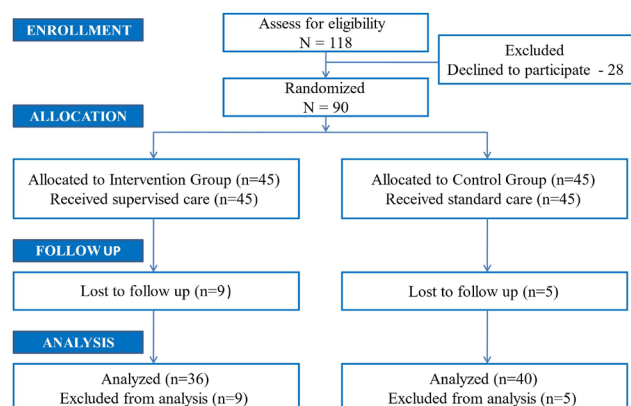 ENROLLMENT
Assess for eligibility
N = 118
Excluded
Declined to participate - 28
Randomized
N = 90
ALLOCATION
Allocated to Intervention Group (n=45)
Received supervised care (n=45)
Allocated to Control Group (n=45)
Received standard care (n=45)
FOLLOW UP
Lost to follow up (n=9)
Lost to follow up (n=5)
ANALYSIS
Analyzed (n=36)
Excluded from analysis (n=9)
Analyzed (n=40)
Excluded from analysis (n=5)